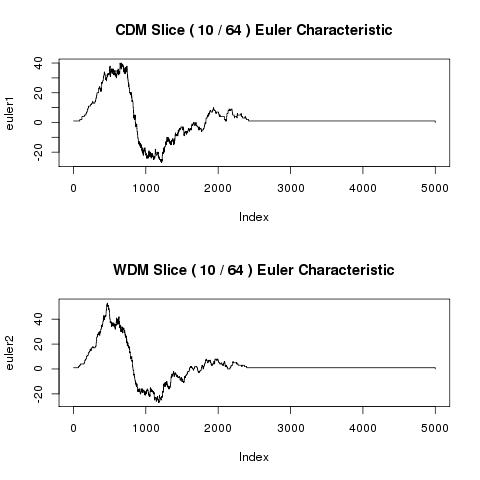 CDM Slice ( 10 / 64 ) Euler Characteristic
euler1
40
20
0
-20
0 1000 2000 3000 4000 5000
Index
WDM Slice ( 10 / 64 ) Euler Characteristic
euler2
40
20
0
-20
0 1000 2000 3000 4000 5000
Index